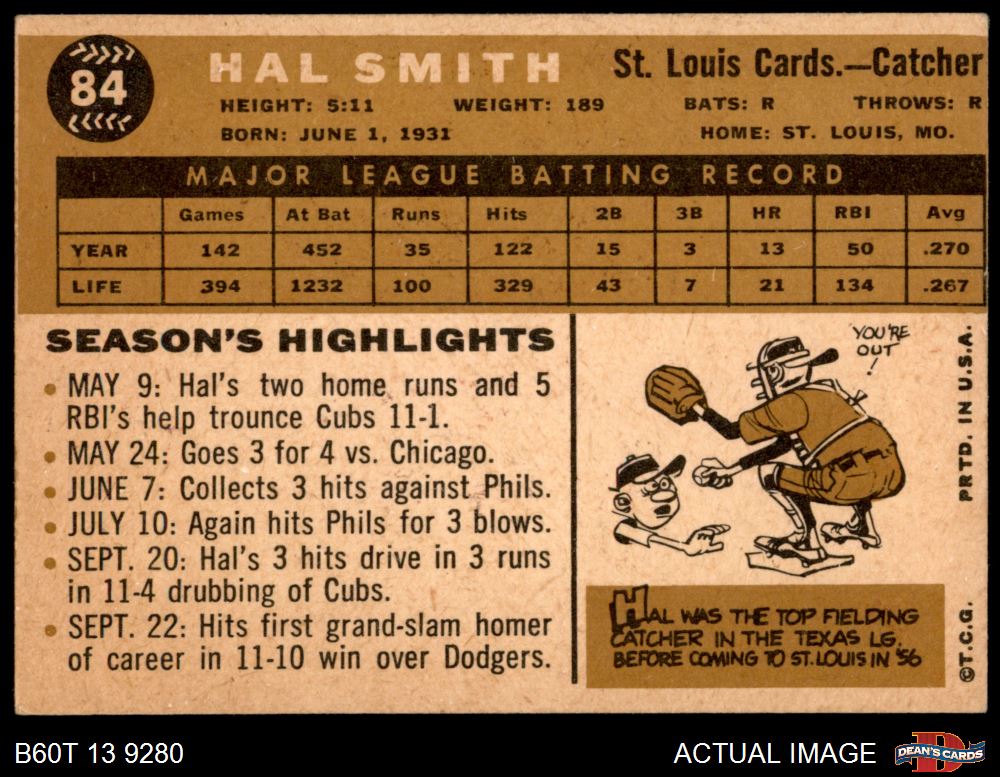 84
HAL SMITH
St. Louis Cards.—Catcher
HEIGHT: 5:11 WEIGHT: 189 BATS: R THROWS: R
BORN: JUNE 1, 1931 HOME: ST. LOUIS, MO.
MAJOR LEAGUE BATTING RECORD
Games At Bat Runs Hits 2B 3B HR RBI Avg
YEAR 142 452 35 122 15 3 13 50 .270
LIFE 394 1232 100 329 43 7 21 134 .267
SEASON'S HIGHLIGHTS
• MAY 9: Hal's two home runs and 5
RBI's help trounce Cubs 11-1.
• MAY 24: Goes 3 for 4 vs. Chicago.
• JUNE 7: Collects 3 hits against Phils.
• JULY 10: Again hits Phils for 3 blows.
• SEPT. 20: Hal's 3 hits drive in 3 runs
in 11-4 drubbing of Cubs.
• SEPT. 22: Hits first grand-slam homer
of career in 11-10 win over Dodgers.
YOU'RE
OUT
!
HAL WAS THE TOP FIELDING
CATCHER IN THE TEXAS LG.
BEFORE COMING TO ST. LOUIS IN '56
©T.C.G. PRTD. IN U.S.A.
B60T 13 9280
ACTUAL IMAGE
D
DEAN'S CARDS